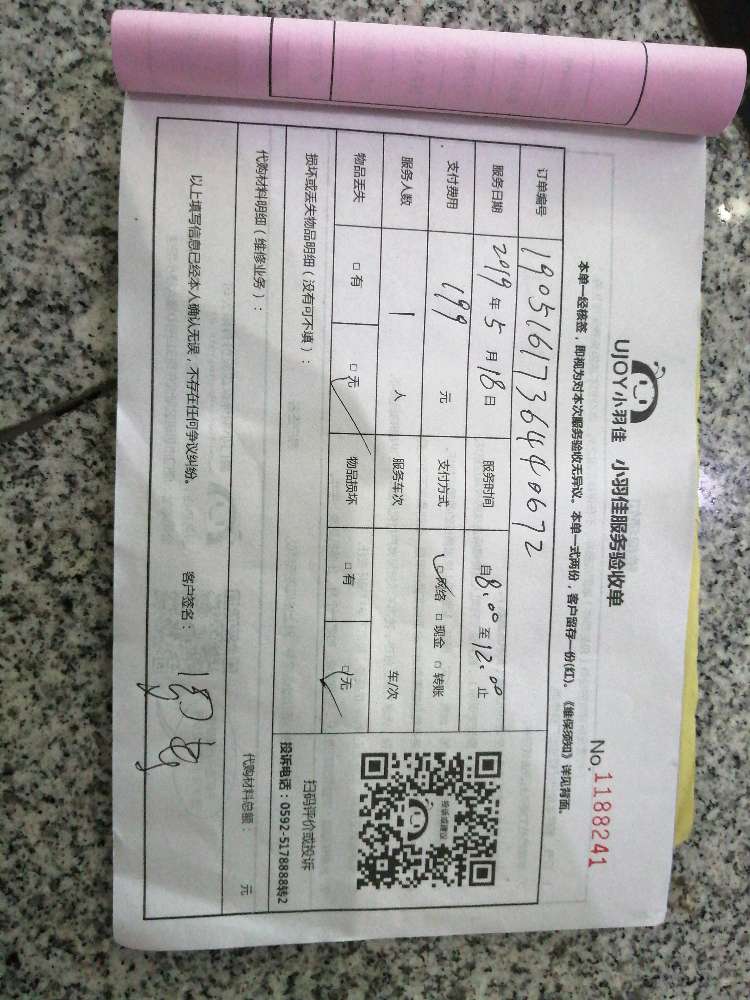 UJOY小羽佳 小羽佳服务验收单
No.1188241
本单一经核签，即视为对本次服务验收无异议。本单一式两份，客户留存一份(红)。《维保须知》详见背面。
订单编号 1905161736440672
服务日期 2019年5月18日 服务时间 自8:00至12:00止
支付费用 199 元 支付方式 □网络 □现金 □转账
服务人数 1 人 服务车次 车/次
物品丢失 □有 □无 物品损坏 □有 □无
损坏或丢失物品明细（没有可不填）：
投诉或建议
扫码评价或投诉
投诉电话：0592-5178888转2
代购材料明细（维修业务）： 代购材料总额： 元
以上填写信息已经本人确认无误，不存在任何争议纠纷。 客户签名：